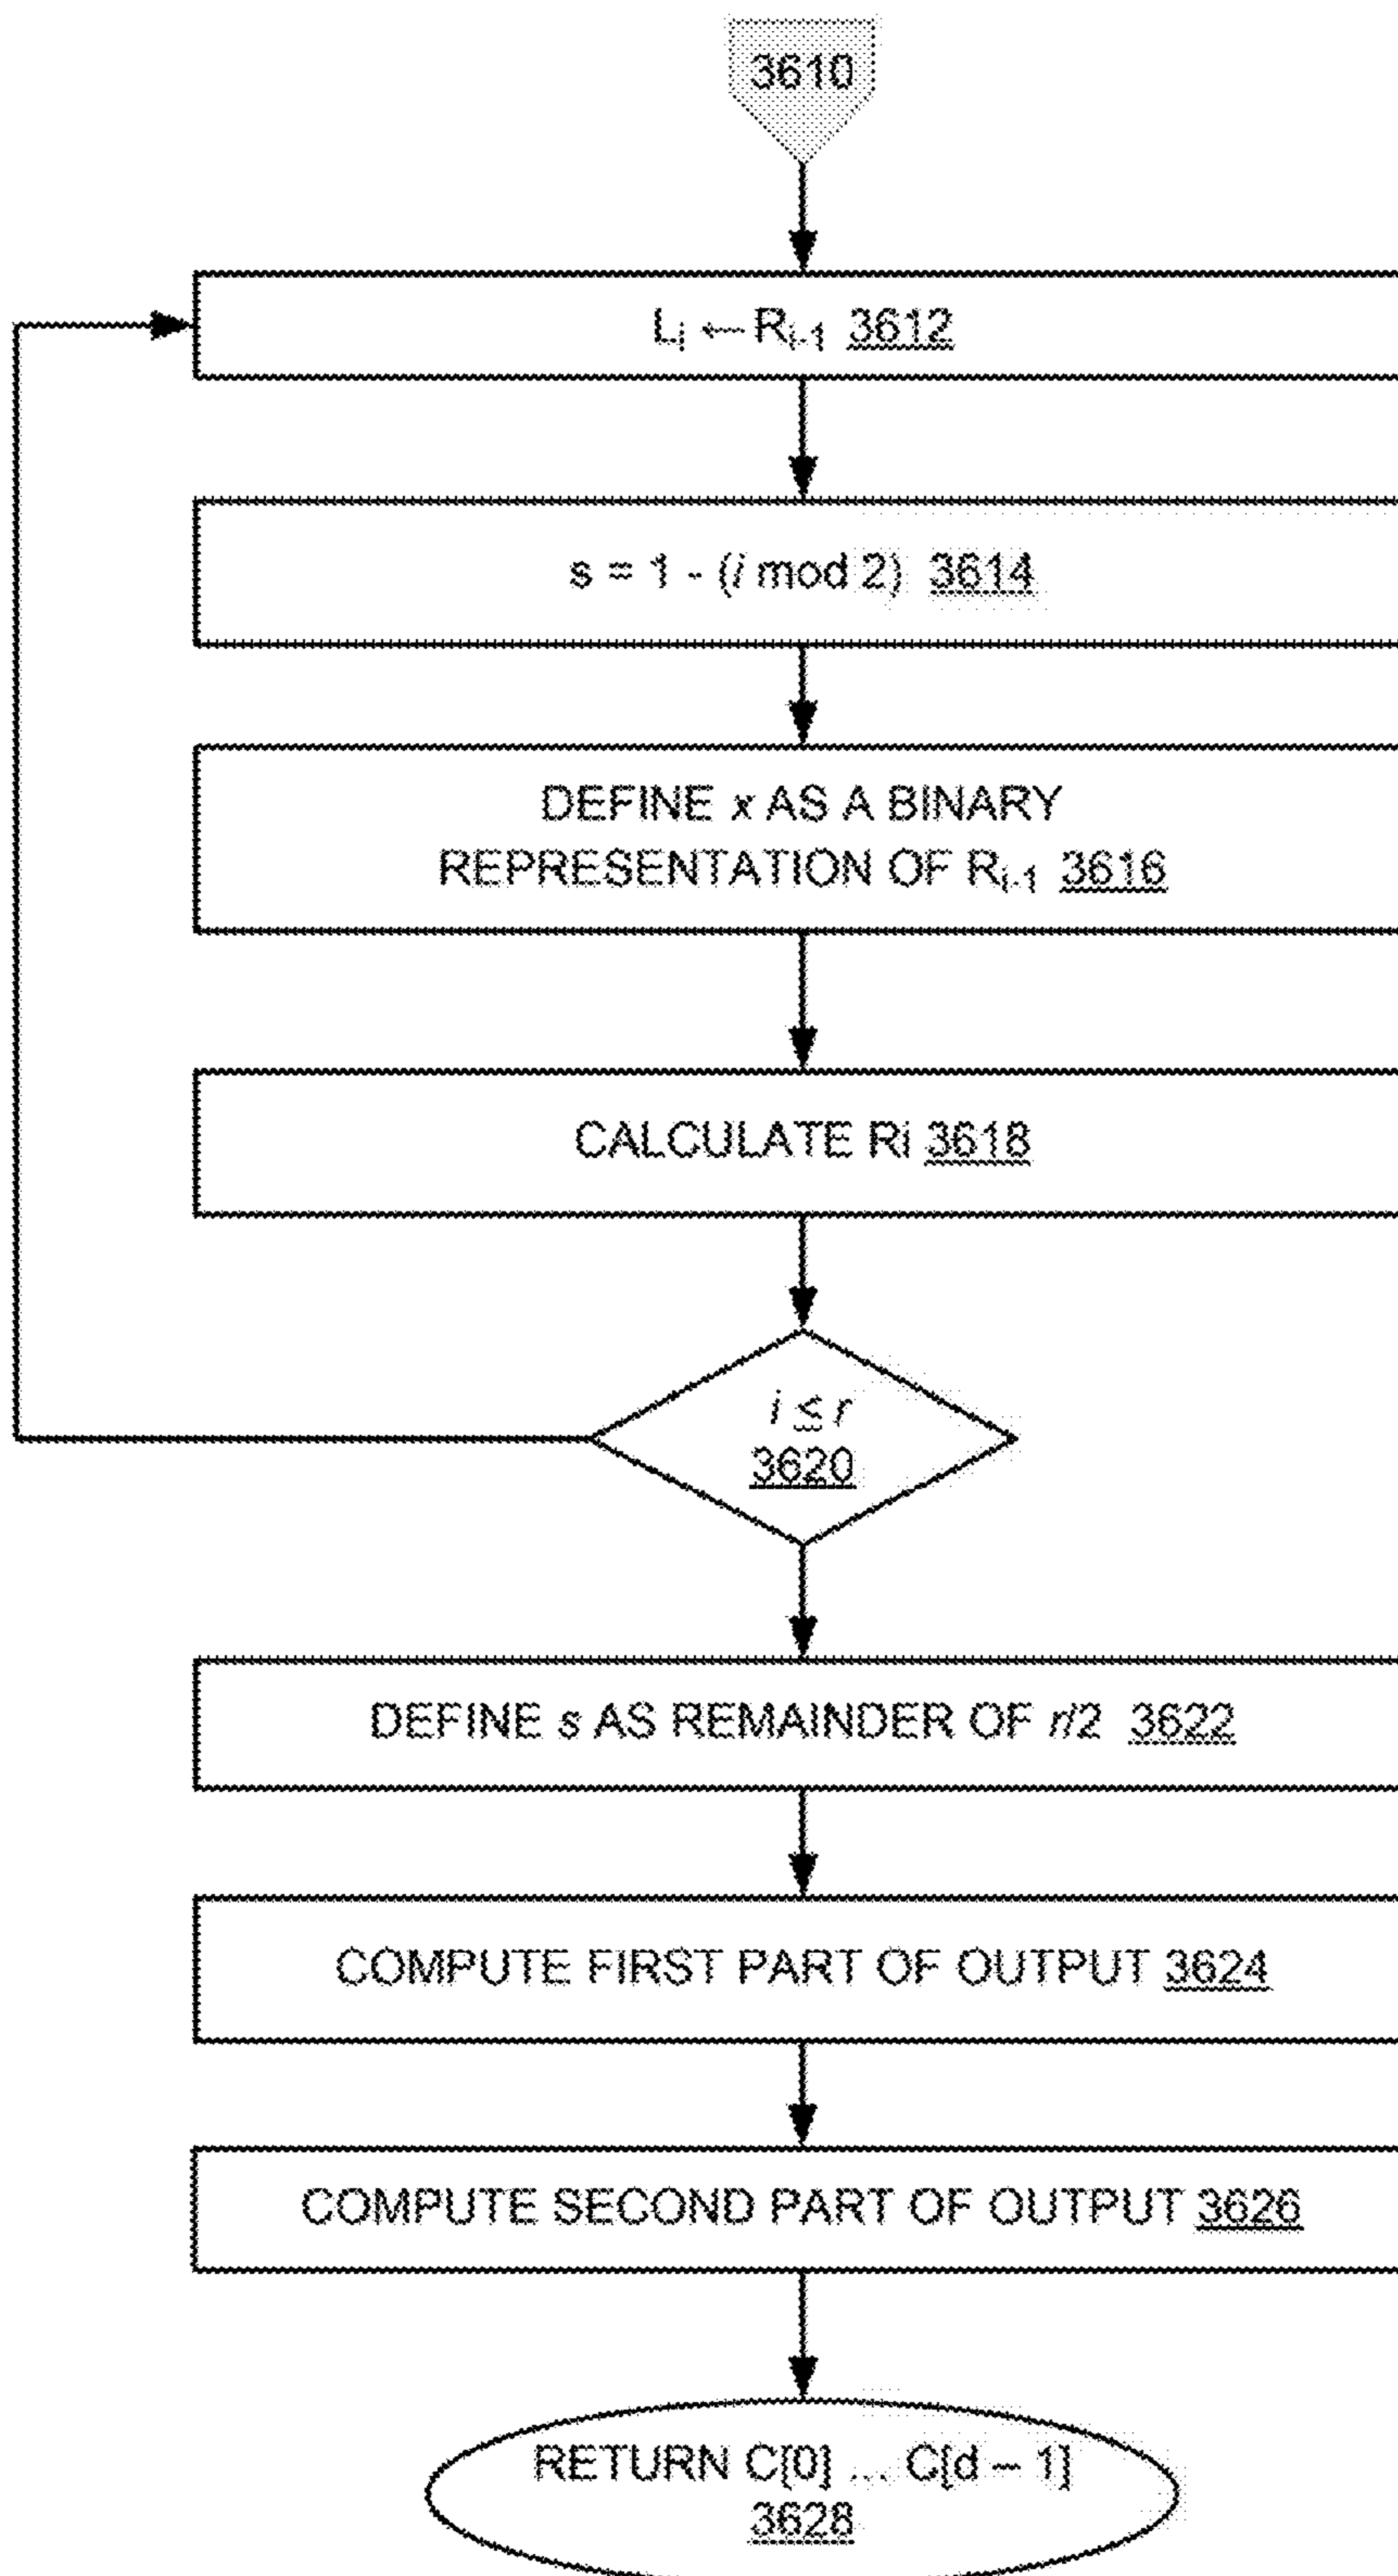 3610
Lᵢ ← Rᵢ₋₁ 3612
s = 1 - (i mod 2) 3614
DEFINE x AS A BINARY
REPRESENTATION OF Rᵢ₋₁ 3616
CALCULATE Ri 3618
i ≤ r
3620
DEFINE s AS REMAINDER OF r/2 3622
COMPUTE FIRST PART OF OUTPUT 3624
COMPUTE SECOND PART OF OUTPUT 3626
RETURN C[0] ... C[d – 1]
3628